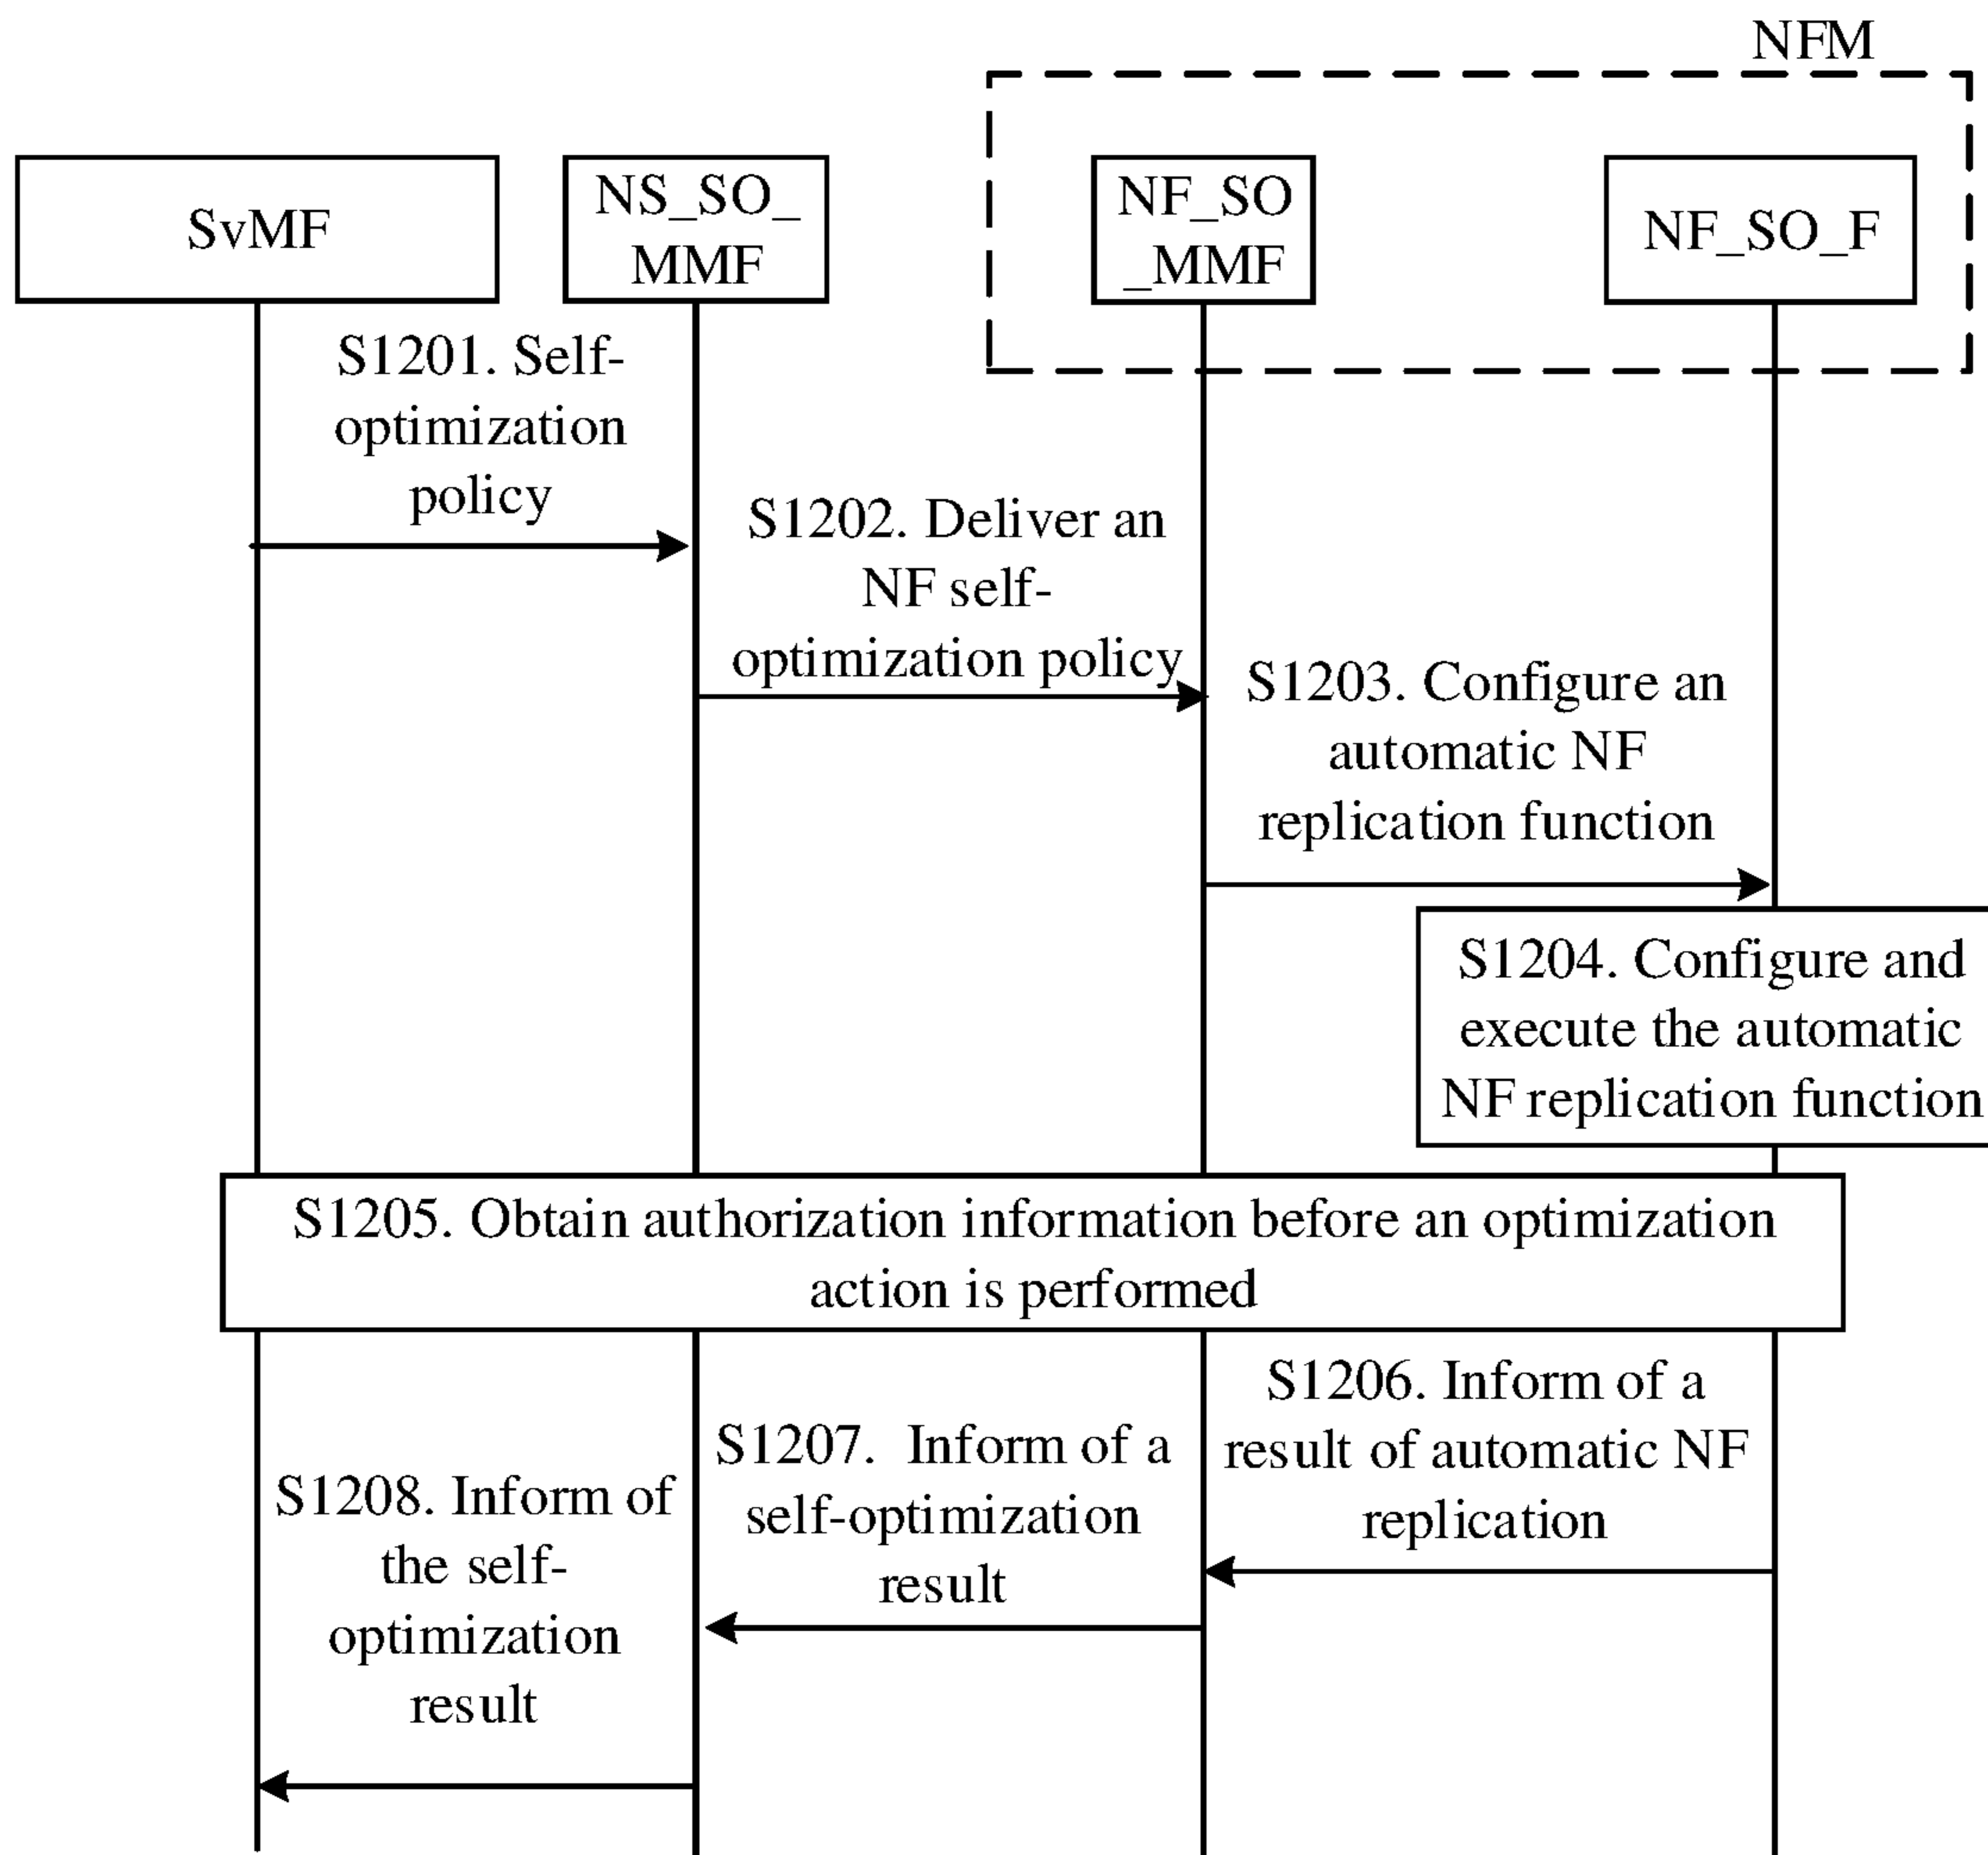 NFM
SvMF
NS_SO_
MMF
NF_SO
_MMF
NF_SO_F
S1201. Self-
optimization
policy
S1202. Deliver an
NF self-
optimization policy
S1203. Configure an
automatic NF
replication function
S1204. Configure and
execute the automatic
NF replication function
S1205. Obtain authorization information before an optimization
action is performed
S1206. Inform of a
result of automatic NF
replication
S1207. Inform of a
self-optimization
result
S1208. Inform of
the self-
optimization
result